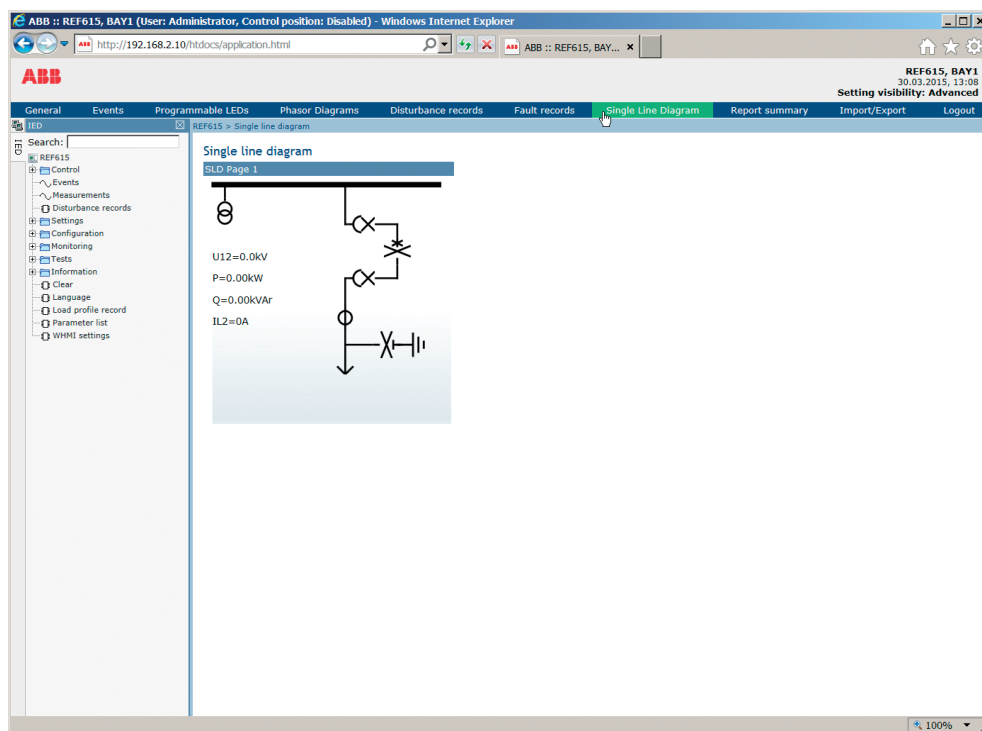 ABB :: REF615, BAY1 (User: Administrator, Control position: Disabled) - Windows Internet Explorer
ABB http://192.168.2.10/htdocs/application.html
ABB ABB :: REF615, BAY...
ABB
REF615, BAY1
30.03.2015, 13:08
Setting visibility: Advanced
General Events Programmable LEDs Phasor Diagrams Disturbance records Fault records Single Line Diagram Report summary Import/Export Logout
IED
IED
REF615 > Single line diagram
Search:
REF615
Control
Events
Measurements
Disturbance records
Settings
Configuration
Monitoring
Tests
Information
Clear
Language
Load profile record
Parameter list
WHMI settings
Single line diagram
SLD Page 1
U12=0.0kV
P=0.00kW
Q=0.00kVAr
IL2=0A
100%